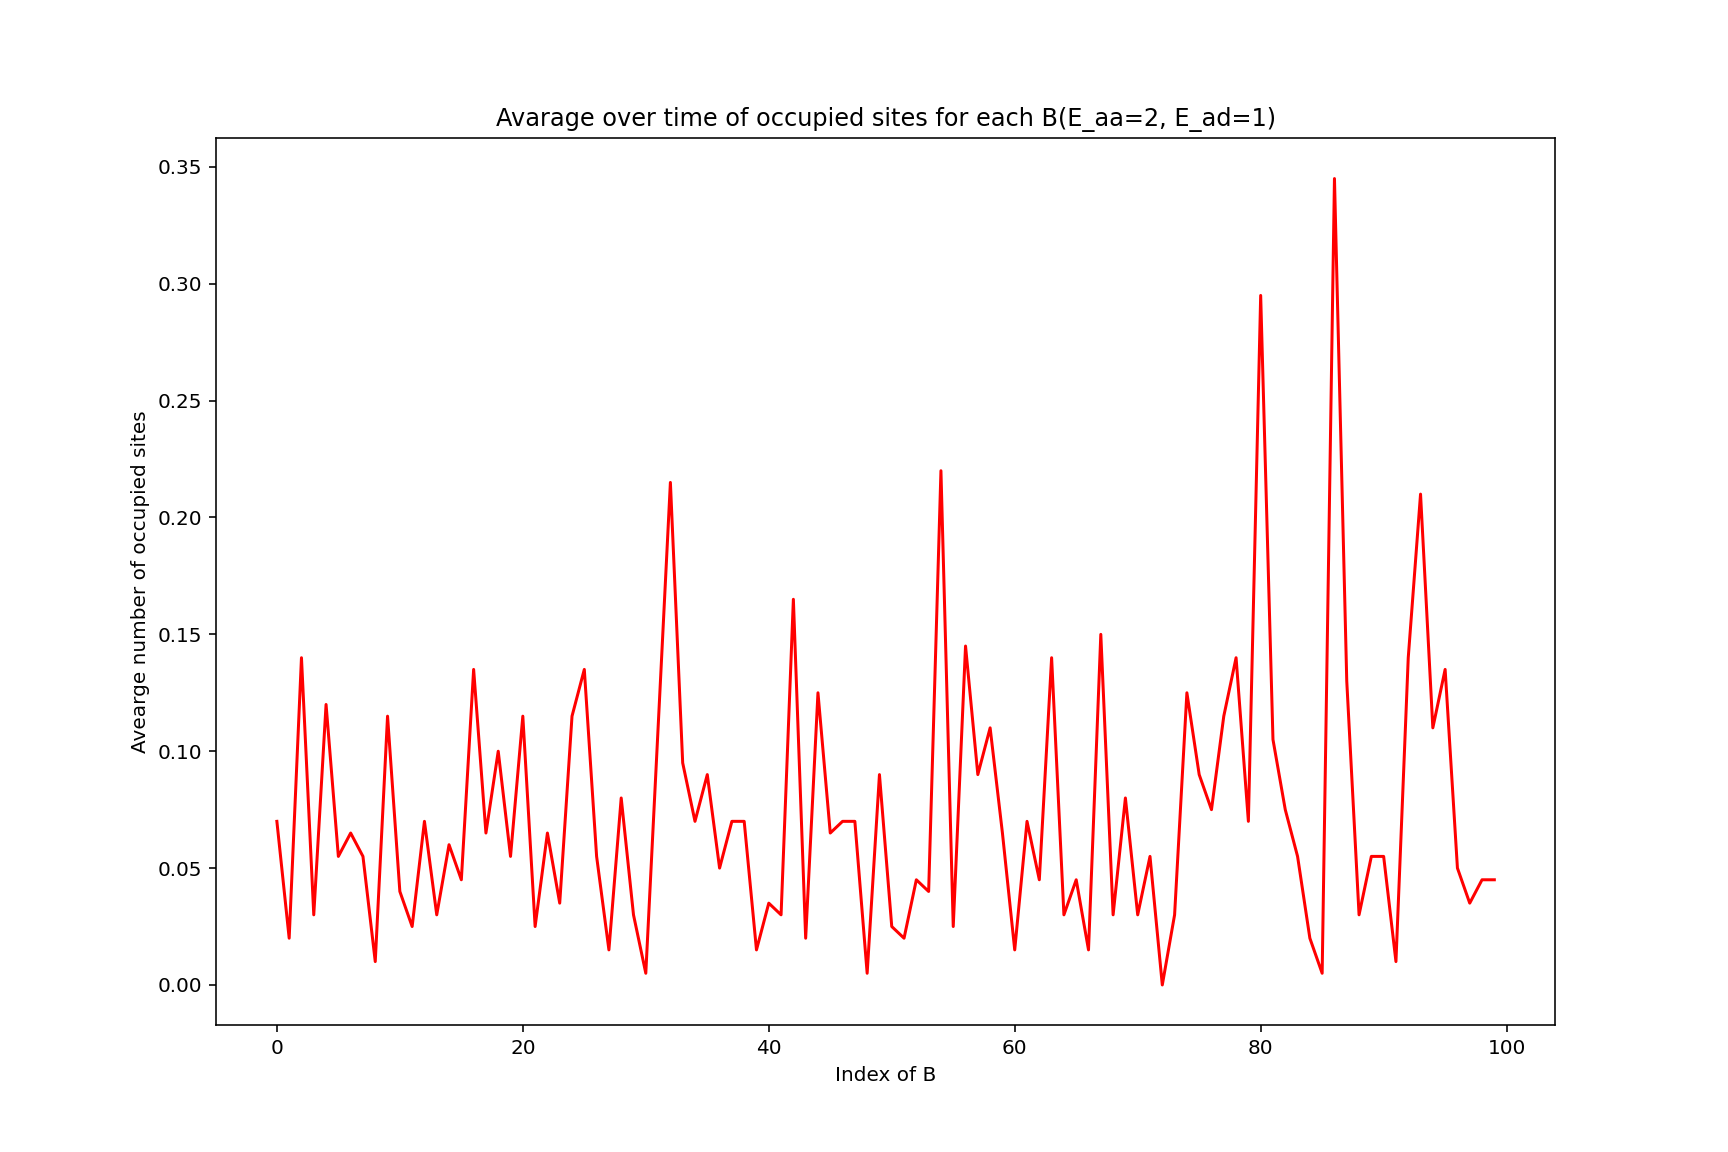 Avarage over time of occupied sites for each B(E_aa=2, E_ad=1)
Avearge number of occupied sites
0.35
0.30
0.25
0.20
0.15
0.10
0.05
0.00
0 20 40 60 80 100
Index of B